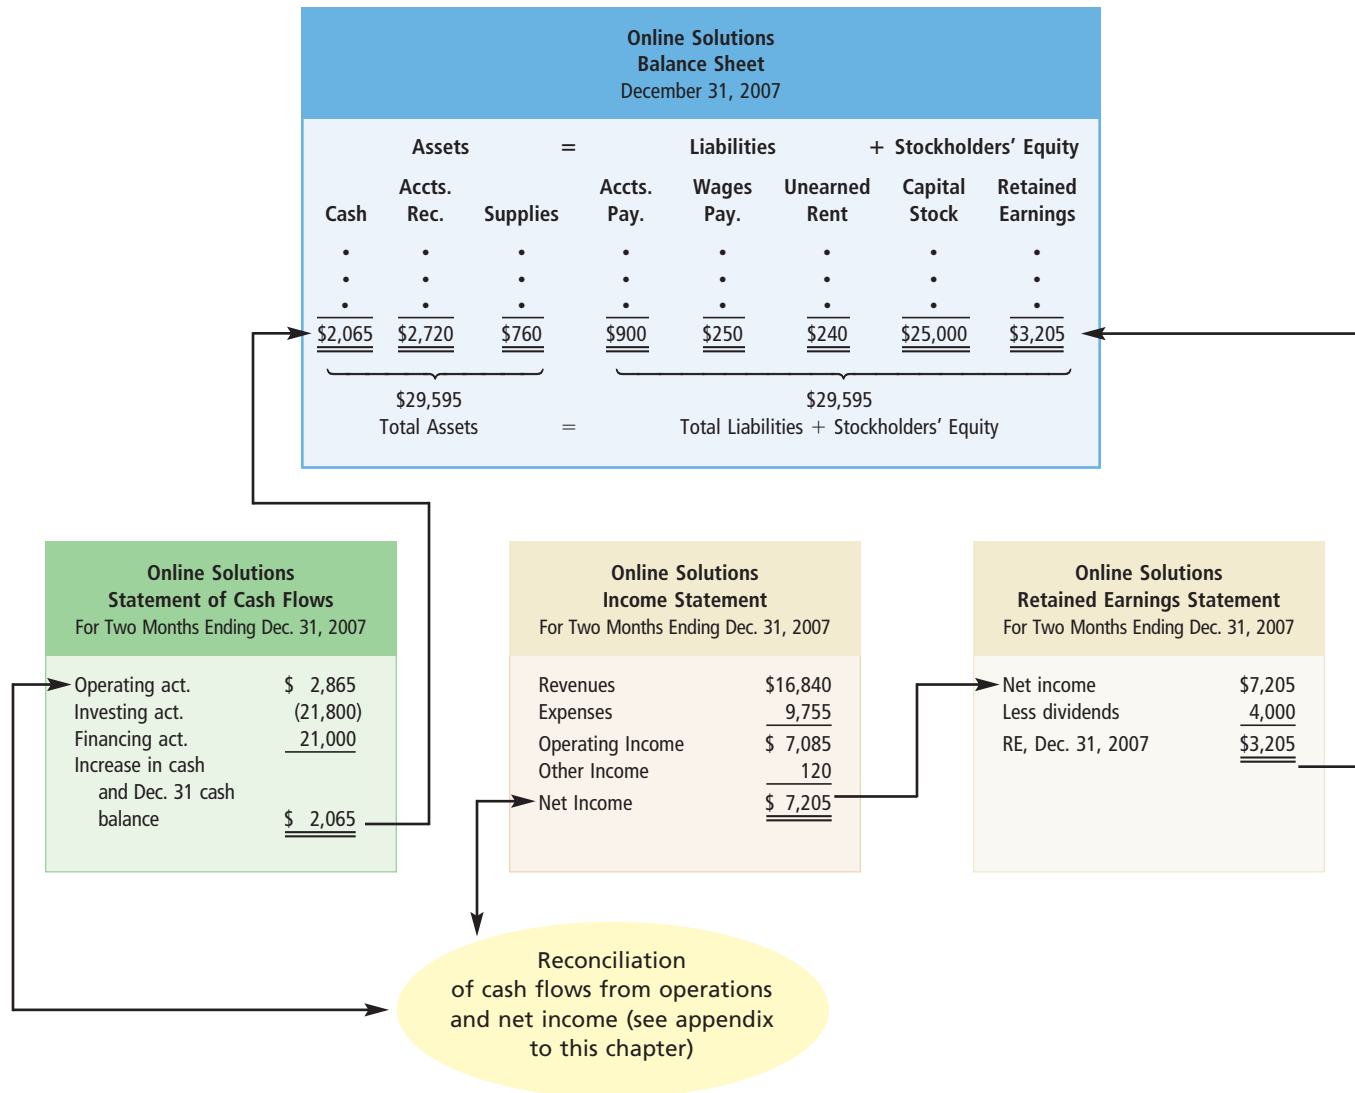 Online Solutions
Balance Sheet
December 31, 2007
Assets = Liabilities + Stockholders' Equity
Accts. Accts. Wages Unearned Capital Retained
Cash Rec. Supplies Pay. Pay. Rent Stock Earnings
$2,065 $2,720 $760 $900 $250 $240 $25,000 $3,205
$29,595 $29,595
Total Assets = Total Liabilities + Stockholders' Equity
Online Solutions
Statement of Cash Flows
For Two Months Ending Dec. 31, 2007
Operating act. $ 2,865
Investing act. (21,800)
Financing act. 21,000
Increase in cash
and Dec. 31 cash
balance $ 2,065
Online Solutions
Income Statement
For Two Months Ending Dec. 31, 2007
Revenues $16,840
Expenses 9,755
Operating Income $ 7,085
Other Income 120
Net Income $ 7,205
Online Solutions
Retained Earnings Statement
For Two Months Ending Dec. 31, 2007
Net income $7,205
Less dividends 4,000
RE, Dec. 31, 2007 $3,205
Reconciliation
of cash flows from operations
and net income (see appendix
to this chapter)